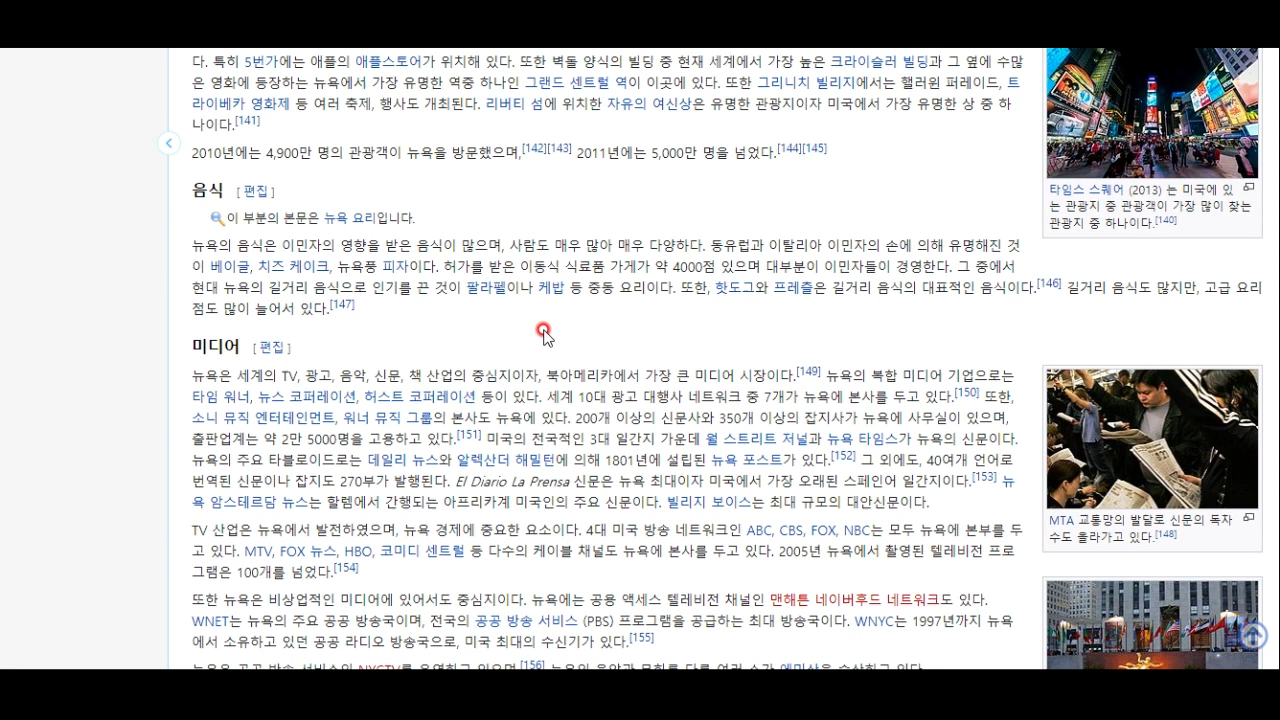 다. 특히 5번가에는 애플의 애플스토어가 위치해 있다. 또한 벽돌 양식의 빌딩 중 현재 세계에서 가장 높은 크라이슬러 빌딩과 그 옆에 수많
은 영화에 등장하는 뉴욕에서 가장 유명한 역중 하나인 그랜드 센트럴 역이 이곳에 있다. 또한 그리니치 빌리지에서는 핼러윈 퍼레이드, 트
라이베카 영화제 등 여러 축제, 행사도 개최된다. 리버티 섬에 위치한 자유의 여신상은 유명한 관광지이자 미국에서 가장 유명한 상 중 하
나이다.[141]
2010년에는 4,900만 명의 관광객이 뉴욕을 방문했으며,[142][143] 2011년에는 5,000만 명을 넘었다.[144][145]
타임스 스퀘어 (2013) 는 미국에 있
는 관광지 중 관광객이 가장 많이 찾는
관광지 중 하나이다.[140]
음식 [편집]
이 부분의 본문은 뉴욕 요리입니다.
뉴욕의 음식은 이민자의 영향을 받은 음식이 많으며, 사람도 매우 많아 매우 다양하다. 동유럽과 이탈리아 이민자의 손에 의해 유명해진 것
이 베이글, 치즈 케이크, 뉴욕풍 피자이다. 허가를 받은 이동식 식료품 가게가 약 4000점 있으며 대부분이 이민자들이 경영한다. 그 중에서
현대 뉴욕의 길거리 음식으로 인기를 끈 것이 팔라펠이나 케밥 등 중동 요리이다. 또한, 핫도그와 프레즐은 길거리 음식의 대표적인 음식이다.[146] 길거리 음식도 많지만, 고급 요리
점도 많이 늘어서 있다.[147]
미디어 [편집]
뉴욕은 세계의 TV, 광고, 음악, 신문, 책 산업의 중심지이자, 북아메리카에서 가장 큰 미디어 시장이다.[149] 뉴욕의 복합 미디어 기업으로는
타임 워너, 뉴스 코퍼레이션, 허스트 코퍼레이션 등이 있다. 세계 10대 광고 대행사 네트워크 중 7개가 뉴욕에 본사를 두고 있다.[150] 또한,
소니 뮤직 엔터테인먼트, 워너 뮤직 그룹의 본사도 뉴욕에 있다. 200개 이상의 신문사와 350개 이상의 잡지사가 뉴욕에 사무실이 있으며,
출판업계는 약 2만 5000명을 고용하고 있다.[151] 미국의 전국적인 3대 일간지 가운데 월 스트리트 저널과 뉴욕 타임스가 뉴욕의 신문이다.
뉴욕의 주요 타블로이드로는 데일리 뉴스와 알렉산더 해밀턴에 의해 1801년에 설립된 뉴욕 포스트가 있다.[152] 그 외에도, 40여개 언어로
번역된 신문이나 잡지도 270부가 발행된다. El Diario La Prensa 신문은 뉴욕 최대이자 미국에서 가장 오래된 스페인어 일간지이다.[153] 뉴
욕 암스테르담 뉴스는 할렘에서 간행되는 아프리카계 미국인의 주요 신문이다. 빌리지 보이스는 최대 규모의 대안신문이다.
MTA 교통망의 발달로 신문의 독자
수도 올라가고 있다.[148]
TV 산업은 뉴욕에서 발전하였으며, 뉴욕 경제에 중요한 요소이다. 4대 미국 방송 네트워크인 ABC, CBS, FOX, NBC는 모두 뉴욕에 본부를 두
고 있다. MTV, FOX 뉴스, HBO, 코미디 센트럴 등 다수의 케이블 채널도 뉴욕에 본사를 두고 있다. 2005년 뉴욕에서 촬영된 텔레비전 프로
그램은 100개를 넘었다.[154]
또한 뉴욕은 비상업적인 미디어에 있어서도 중심지이다. 뉴욕에는 공용 액세스 텔레비전 채널인 맨해튼 네이버후드 네트워크도 있다.
WNET는 뉴욕의 주요 공공 방송국이며, 전국의 공공 방송 서비스 (PBS) 프로그램을 공급하는 최대 방송국이다. WNYC는 1997년까지 뉴욕
에서 소유하고 있던 공공 라디오 방송국으로, 미국 최대의 수신기가 있다.[155]
뉴욕은 공공 방송 서비스인 NYCTV를 운영하고 있으며,[156] 뉴욕의 음악과 문화를 다룬 여러 쇼가 에미상을 수상하고 있다.